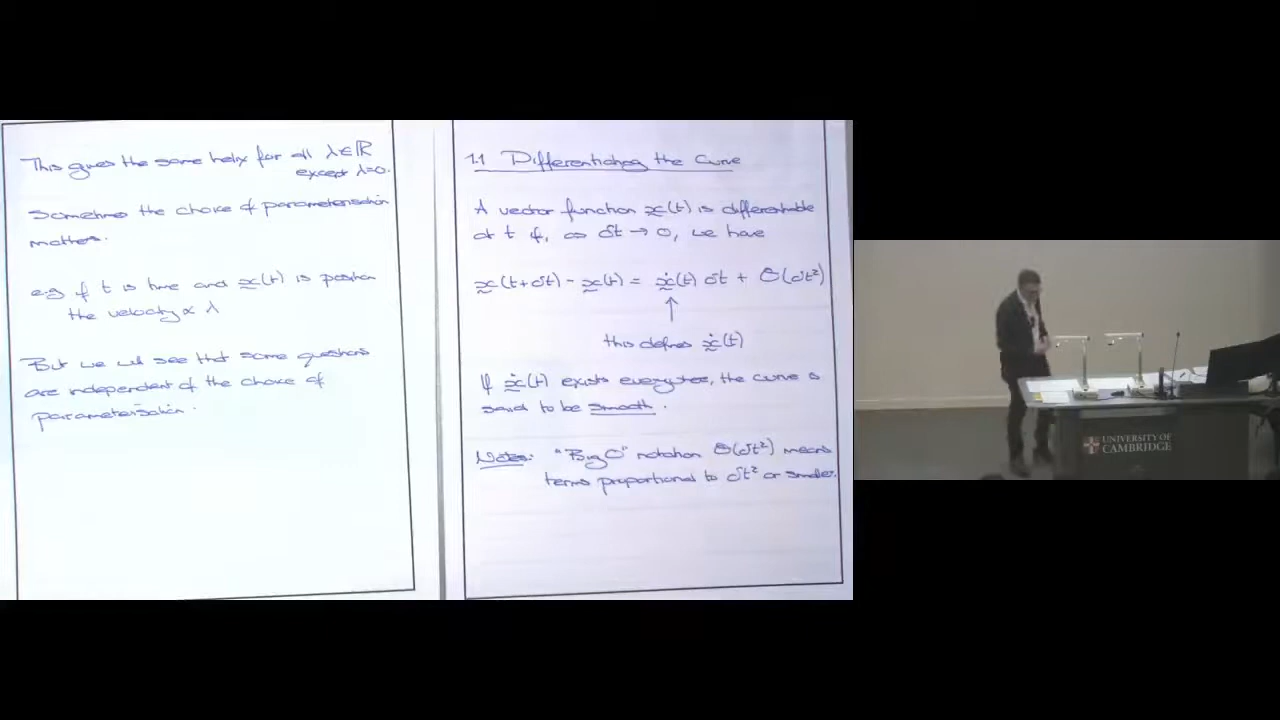 This gives the same helix for all λ∈ℝ
except λ=0.
Sometimes the choice of parameterisation
matters.
e.g. if t is time and x(t) is position
the velocity ∝ λ
But we will see that some questions
are independent of the choice of
parameterisation.
1.1 Differentiating the Curve
A vector function x(t) is differentiable
at t if, as δt → 0, we have
x(t+δt) - x(t) = ẋ(t) δt + O(δt²)
↑
this defines ẋ(t)
If ẋ(t) exists everywhere, the curve is
said to be smooth.
Notes: "Big O" notation O(δt²) means
terms proportional to δt² or smaller.
UNIVERSITY OF
CAMBRIDGE